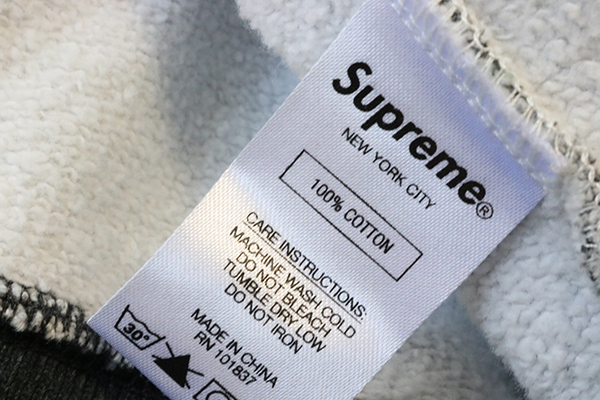 Supreme®
NEW YORK CITY
100% COTTON
CARE INSTRUCTIONS:
MACHINE WASH COLD
DO NOT BLEACH
TUMBLE DRY LOW
DO NOT IRON
MADE IN CHINA
RN 101837
30°